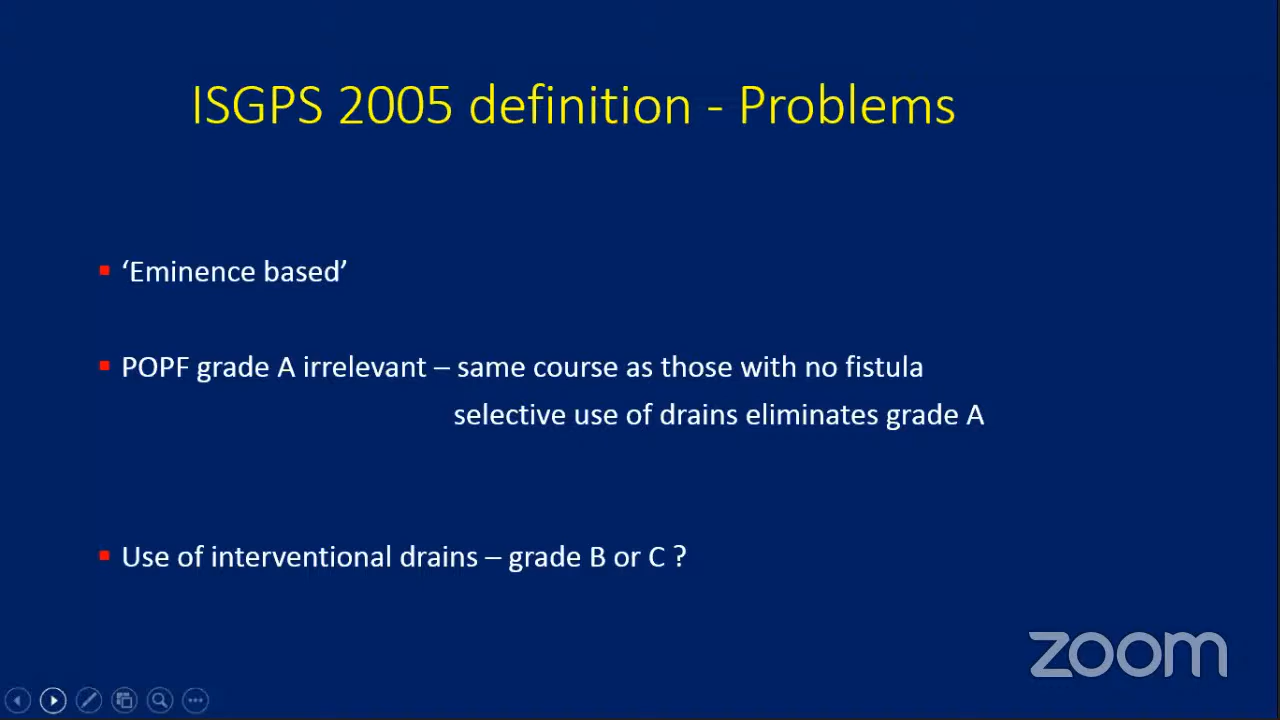 ISGPS 2005 definition - Problems
‘Eminence based’
POPF grade A irrelevant – same course as those with no fistula
selective use of drains eliminates grade A
Use of interventional drains – grade B or C ?
zoom